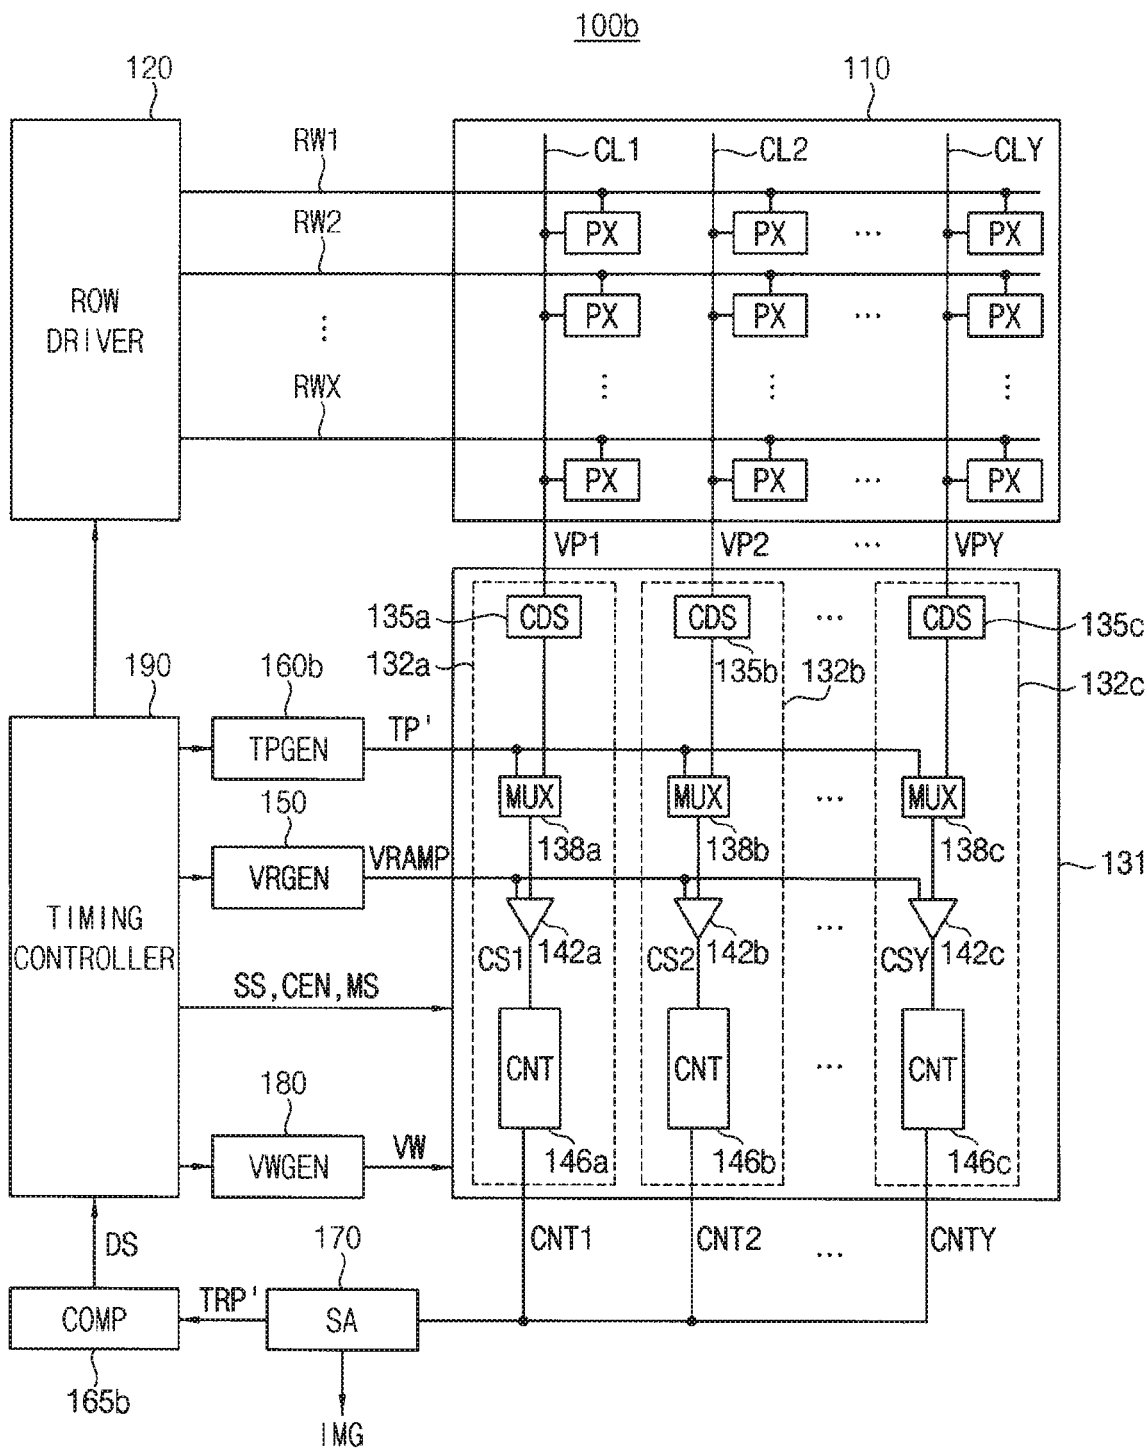 100b
120
110
RW1
CL1
CL2
CLY
PX
PX
...
PX
RW2
ROW
DRIVER
PX
PX
...
PX
RWX
PX
PX
...
PX
VP1
VP2
...
VPY
135a
CDS
CDS
...
CDS
135c
132a
135b
132b
132c
190
160b
TPGEN
TP'
MUX
MUX
...
MUX
150
138a
138b
138c
VRGEN
VRAMP
131
TIMING
CONTROLLER
CS1
142a
CS2
142b
...
CSY
142c
SS,CEN,MS
CNT
CNT
...
CNT
180
VWGEN
VW
146a
146b
146c
DS
170
CNT1
CNT2
...
CNTY
COMP
TRP'
SA
165b
IMG